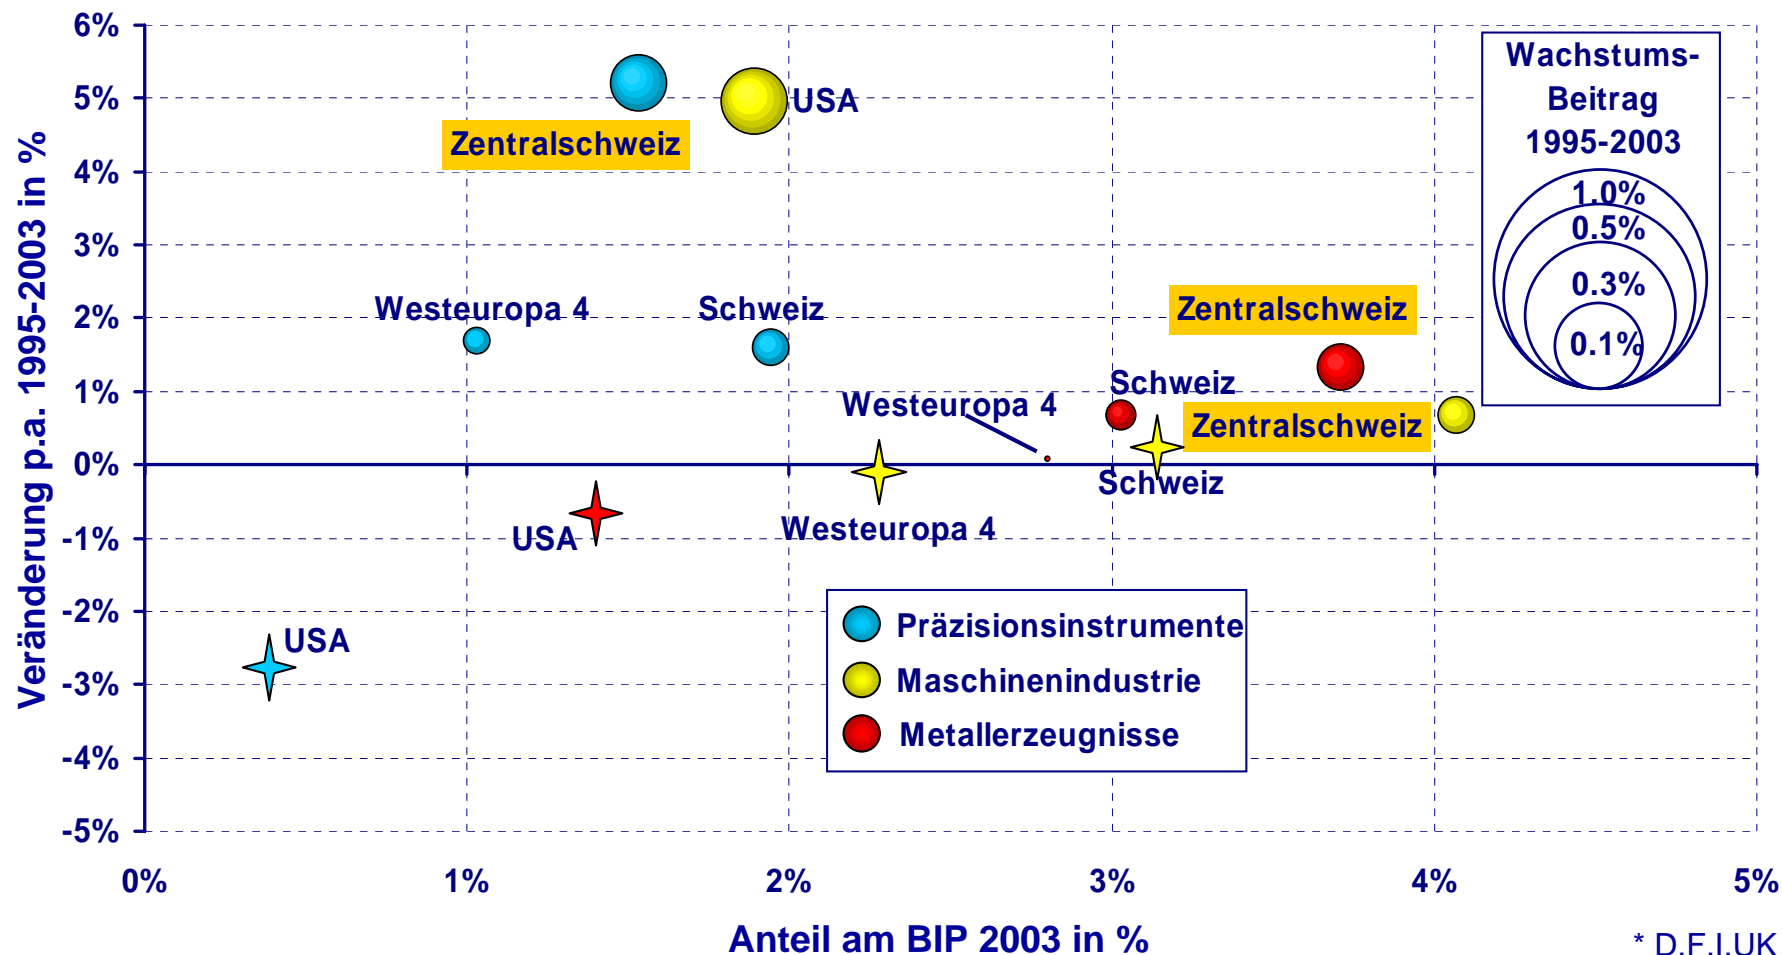 Veränderung p.a. 1995-2003 in %
6%
5%
4%
3%
2%
1%
0%
-1%
-2%
-3%
-4%
-5%
USA
Zentralschweiz
Westeuropa 4
Schweiz
Zentralschweiz
Schweiz
Westeuropa 4
Zentralschweiz
Schweiz
Westeuropa 4
USA
USA
Wachstums-
Beitrag
1995-2003
1.0%
0.5%
0.3%
0.1%
Präzisionsinstrumente
Maschinenindustrie
Metallerzeugnisse
0%
1%
2%
3%
4%
5%
Anteil am BIP 2003 in %
* D,F,I,UK